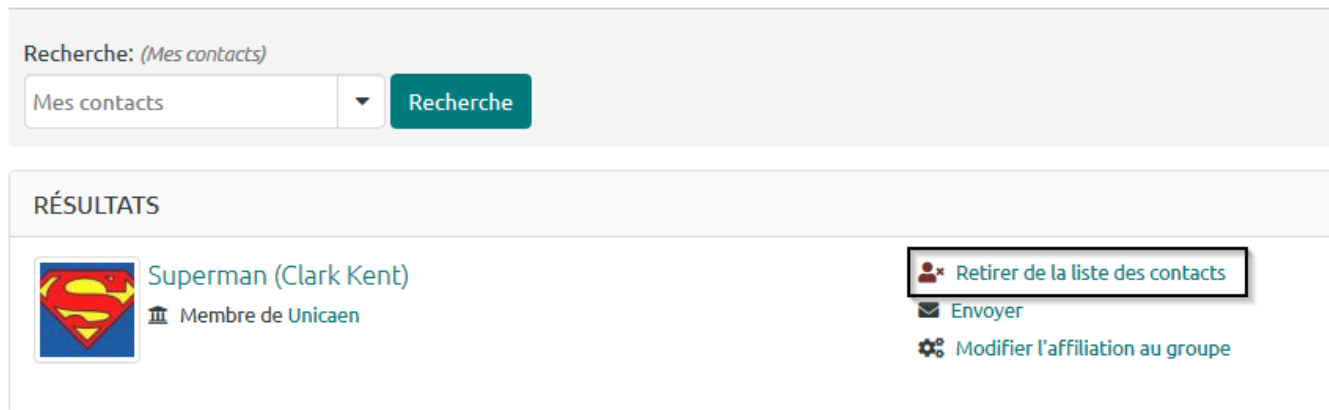 Recherche: (Mes contacts)
Mes contacts
Recherche
RÉSULTATS
Superman (Clark Kent)
Membre de Unicaen
Retirer de la liste des contacts
Envoyer
Modifier l'affiliation au groupe